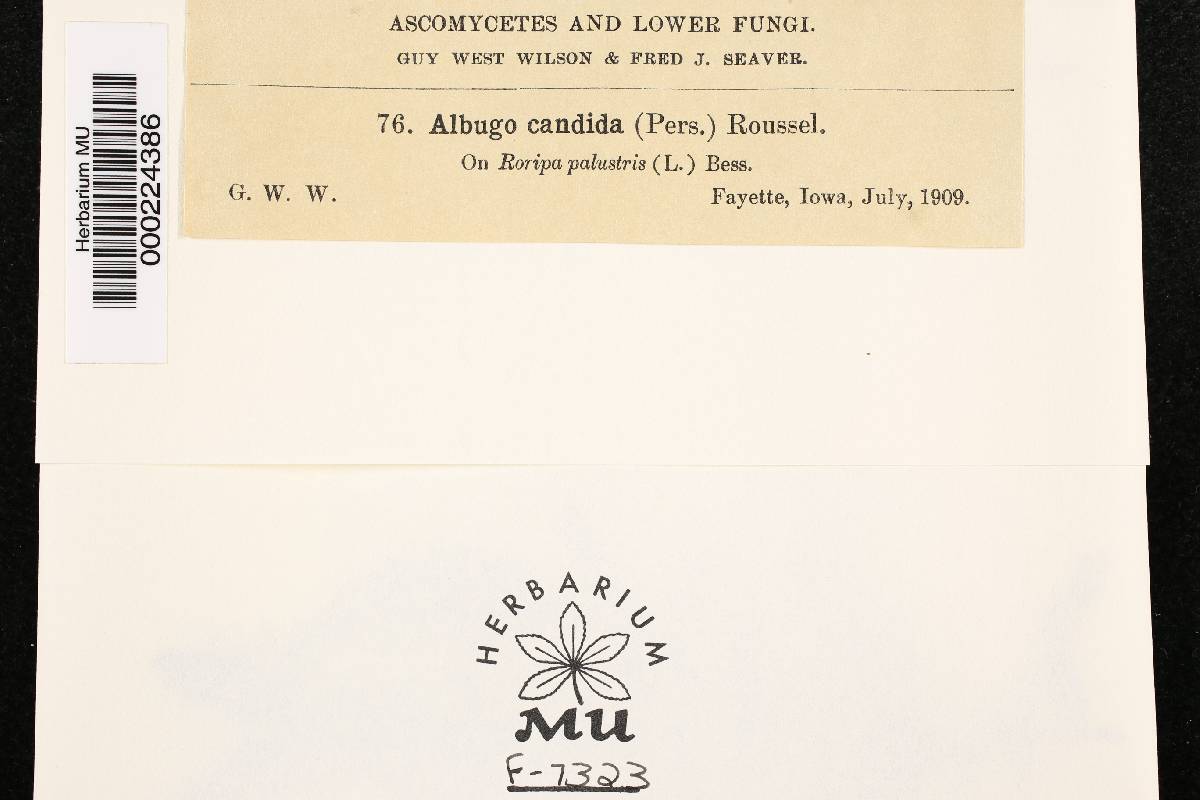 ASCOMYCETES AND LOWER FUNGI.
GUY WEST WILSON & FRED J. SEAVER.
76. Albugo candida (Pers.) Roussel.
On Roripa palustris (L.) Bess.
G. W. W. Fayette, Iowa, July, 1909.
Herbarium MU
0002224386
HERBARIUM
MU
F-7323